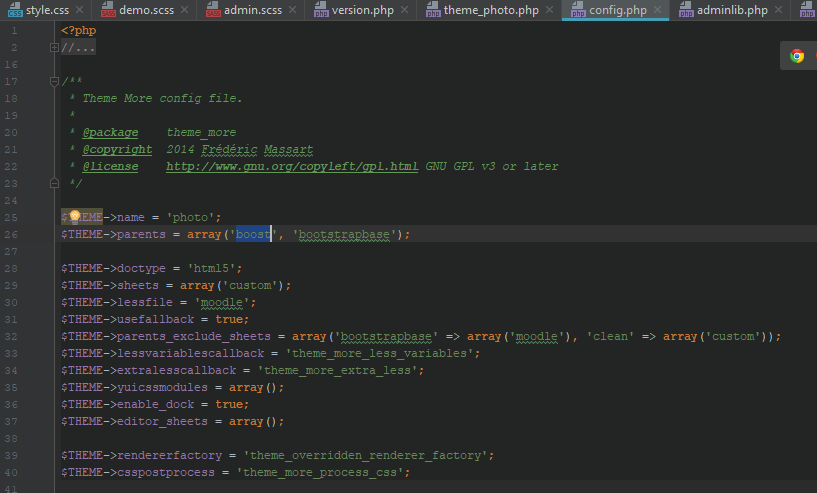 style.css demo.scss admin.scss version.php theme_photo.php config.php adminlib.php
1 <?php
2 //...
16
17 /**
18 * Theme More config file.
19 *
20 * @package theme_more
21 * @copyright 2014 Frédéric Massart
22 * @license http://www.gnu.org/copyleft/gpl.html GNU GPL v3 or later
23 */
24
25 $THEME->name = 'photo';
26 $THEME->parents = array('boost', 'bootstrapbase');
27
28 $THEME->doctype = 'html5';
29 $THEME->sheets = array('custom');
30 $THEME->lessfile = 'moodle';
31 $THEME->usefallback = true;
32 $THEME->parents_exclude_sheets = array('bootstrapbase' => array('moodle'), 'clean' => array('custom'));
33 $THEME->lessvariablescallback = 'theme_more_less_variables';
34 $THEME->extralesscallback = 'theme_more_extra_less';
35 $THEME->yuicssmodules = array();
36 $THEME->enable_dock = true;
37 $THEME->editor_sheets = array();
38
39 $THEME->rendererfactory = 'theme_overridden_renderer_factory';
40 $THEME->csspostprocess = 'theme_more_process_css';
41